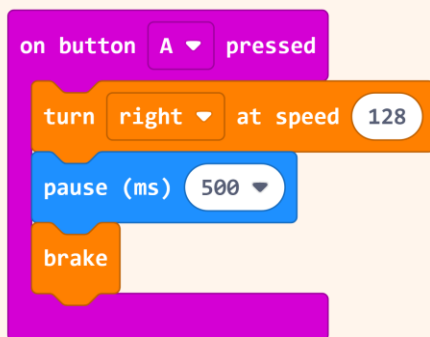 on button A pressed
turn right at speed 128
pause (ms) 500
brake